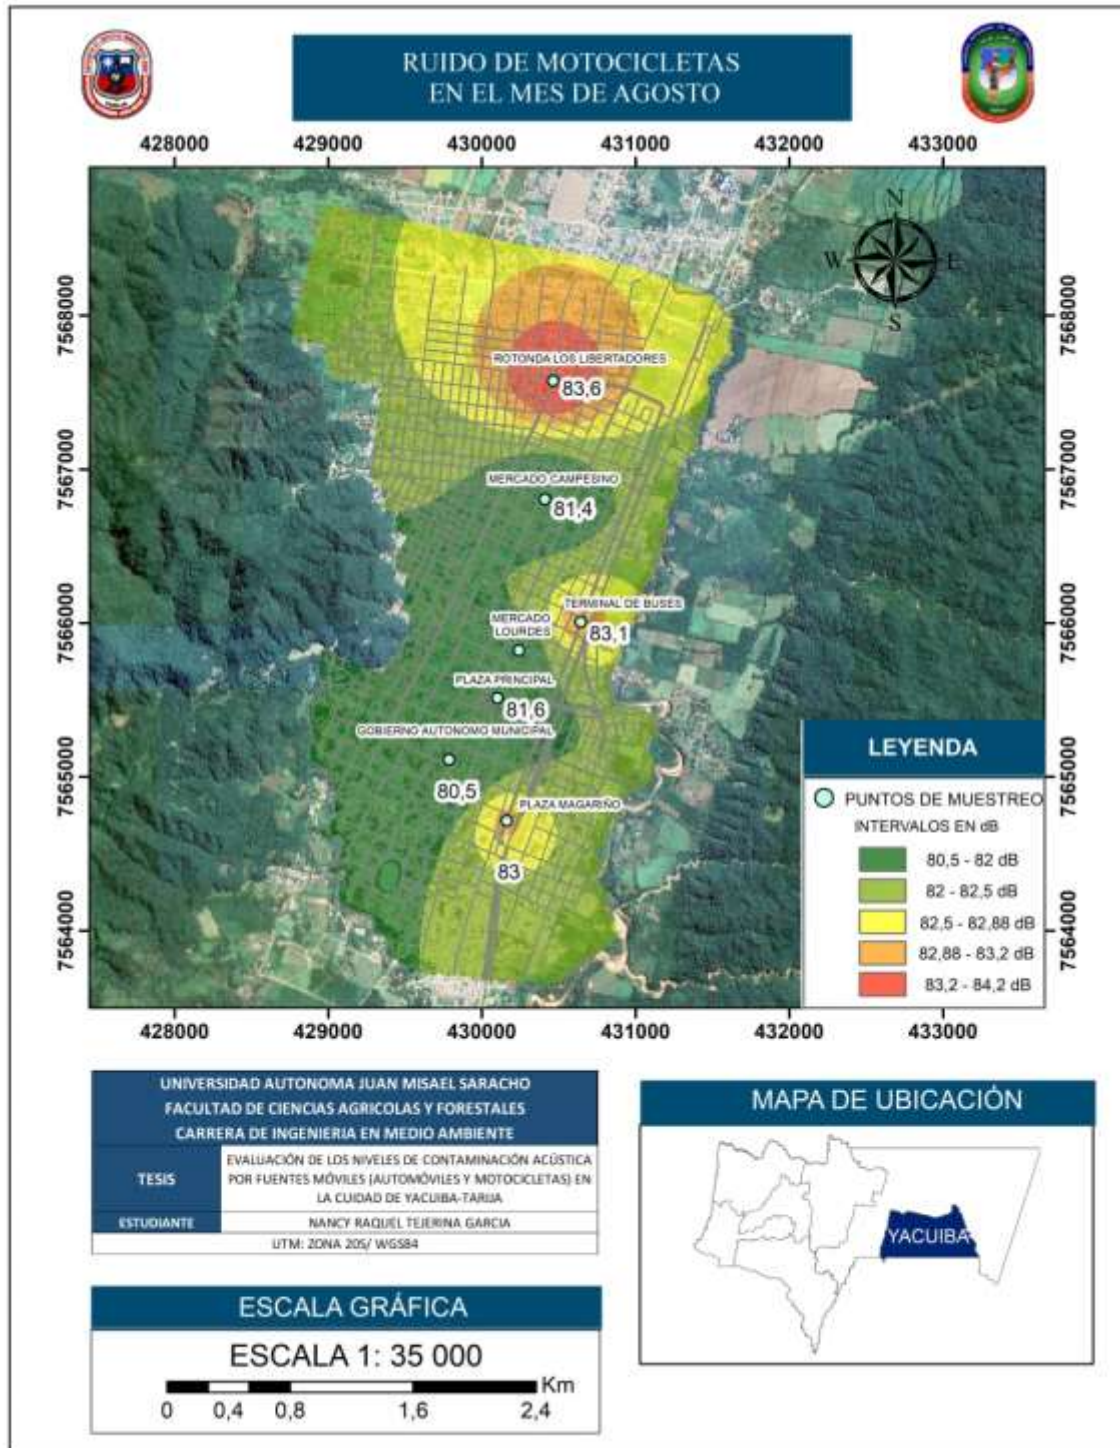 RUIDO DE MOTOCICLETAS
EN EL MES DE AGOSTO
428000 429000 430000 431000 432000 433000
N
W E
S
7568000 7568000
ROTONDA LOS LIBERTADORES
83,6
7567000 7567000
MERCADO CAMPESINO
81,4
TERMINAL DE BUSES
7566000 7566000
83,1
MERCADO
LOURDES
PLAZA PRINCIPAL
81,6
GOBIERNO AUTONOMO MUNICIPAL
80,5
7565000 7565000
PLAZA MAGARIÑO
83
7564000 7564000
LEYENDA
PUNTOS DE MUESTREO
INTERVALOS EN dB
80,5 - 82 dB
82 - 82,5 dB
82,5 - 82,88 dB
82,88 - 83,2 dB
83,2 - 84,2 dB
428000 429000 430000 431000 432000 433000
UNIVERSIDAD AUTONOMA JUAN MISAEL SARACHO
FACULTAD DE CIENCIAS AGRICOLAS Y FORESTALES
CARRERA DE INGENIERIA EN MEDIO AMBIENTE
TESIS
EVALUACIÓN DE LOS NIVELES DE CONTAMINACIÓN ACÚSTICA
POR FUENTES MÓVILES (AUTOMÓVILES Y MOTOCICLETAS) EN
LA CUIDAD DE YACUIBA-TARIJA
ESTUDIANTE NANCY RAQUEL TEJERINA GARCIA
UTM: ZONA 20S/ WGS84
MAPA DE UBICACIÓN
YACUIBA
ESCALA GRÁFICA
ESCALA 1: 35 000
Km
0 0,4 0,8 1,6 2,4